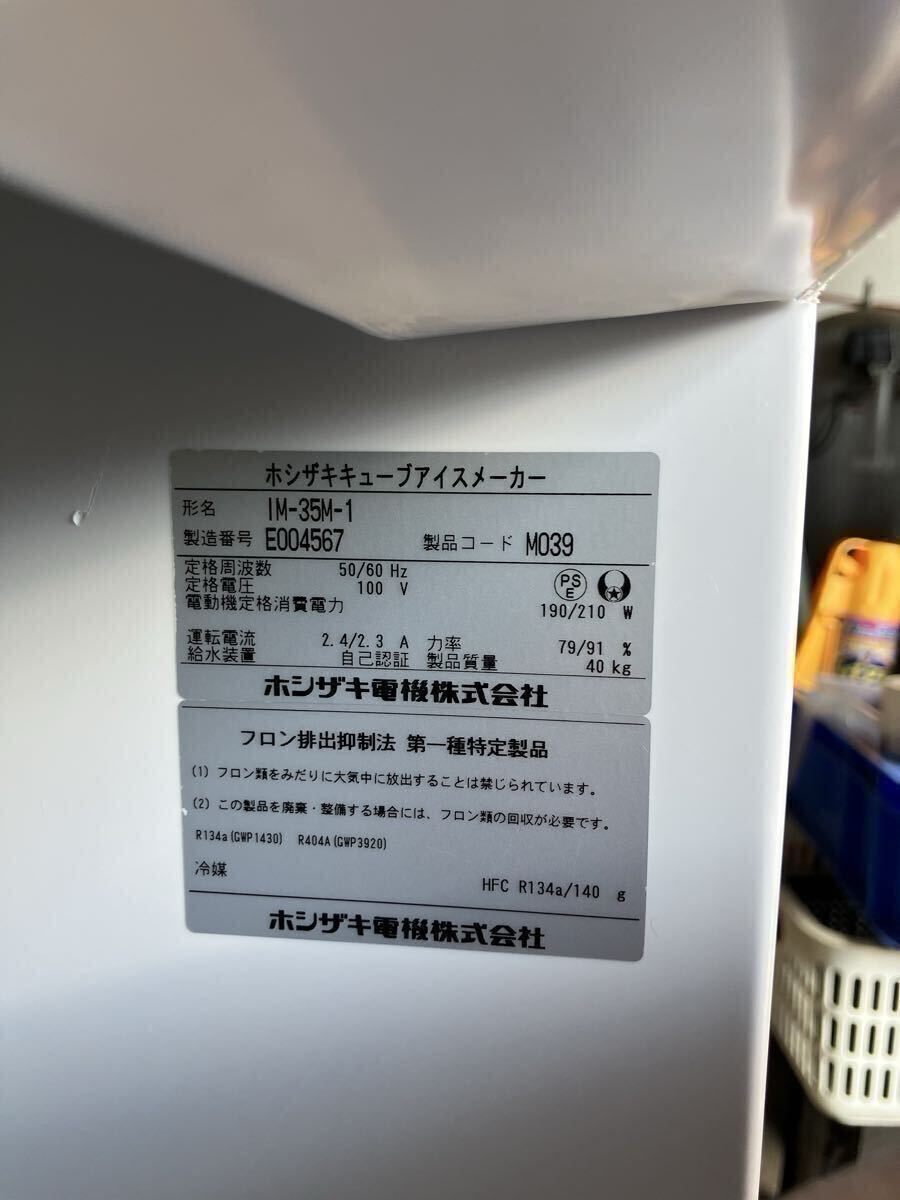 ホシザキキューブアイスメーカー
形名 IM-35M-1
製造番号 E004567 製品コード M039
定格周波数 50/60 Hz
定格電圧 100 V
PS E
電動機定格消費電力 190/210 W
運転電流 2.4/2.3 A 力率 79/91 %
給水装置 自己認証 製品質量 40 kg
ホシザキ電機株式会社
フロン排出抑制法 第一種特定製品
(1) フロン類をみだりに大気中に放出することは禁じられています。
(2) この製品を廃棄・整備する場合には、フロン類の回収が必要です。
R134a(GWP1430) R404A(GWP3920)
冷媒 HFC R134a/140 g
ホシザキ電機株式会社